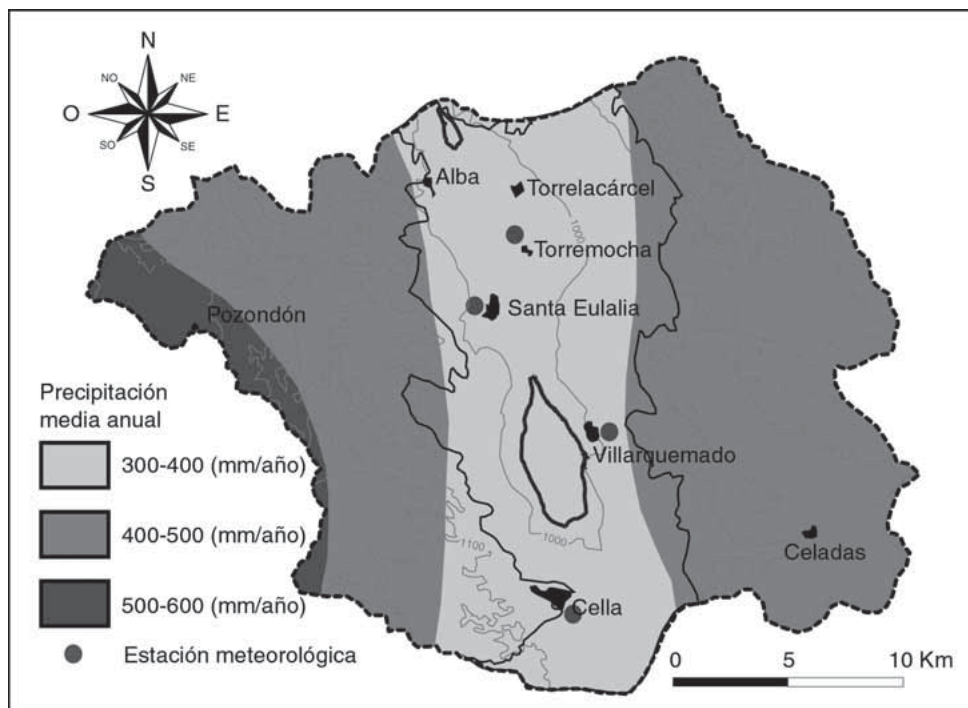 N
NO
NE
O
E
SO
SE
S
Alba
Torrelacárcel
1000
Torremocha
Santa Eulalia
Pozondón
Precipitación
media anual
300-400 (mm/año)
Villarquemado
400-500 (mm/año)
1100
1000
Celadas
500-600 (mm/año)
Cella
Estación meteorológica
0 5 10 Km